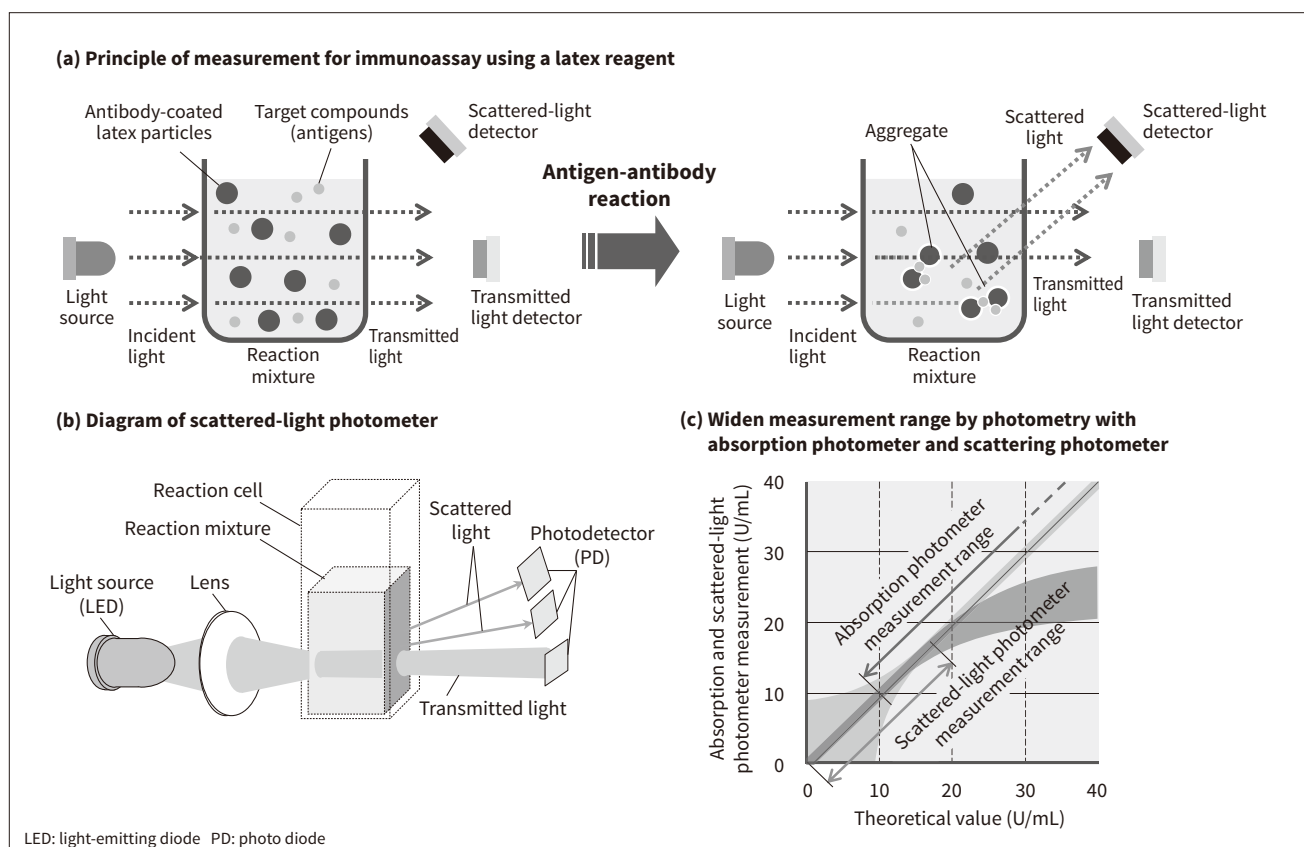 (a) Principle of measurement for immunoassay using a latex reagent
Antibody-coated
latex particles
Target compounds
(antigens)
Scattered-light
detector
Light
source
Incident
light
Reaction
mixture
Transmitted
light
Transmitted
light detector
Antigen-antibody
reaction
Aggregate
Scattered
light
Scattered-light
detector
Light
source
Incident
light
Reaction
mixture
Transmitted
light
Transmitted
light detector
(b) Diagram of scattered-light photometer
Reaction cell
Reaction mixture
Scattered
light
Photodetector
(PD)
Light source
(LED)
Lens
Transmitted light
(c) Widen measurement range by photometry with
absorption photometer and scattering photometer
Absorption and scattered-light
photometer measurement (U/mL)
40
30
20
10
0
Absorption photometer
measurement range
Scattered-light photometer
measurement range
0 10 20 30 40
Theoretical value (U/mL)
LED: light-emitting diode PD: photo diode